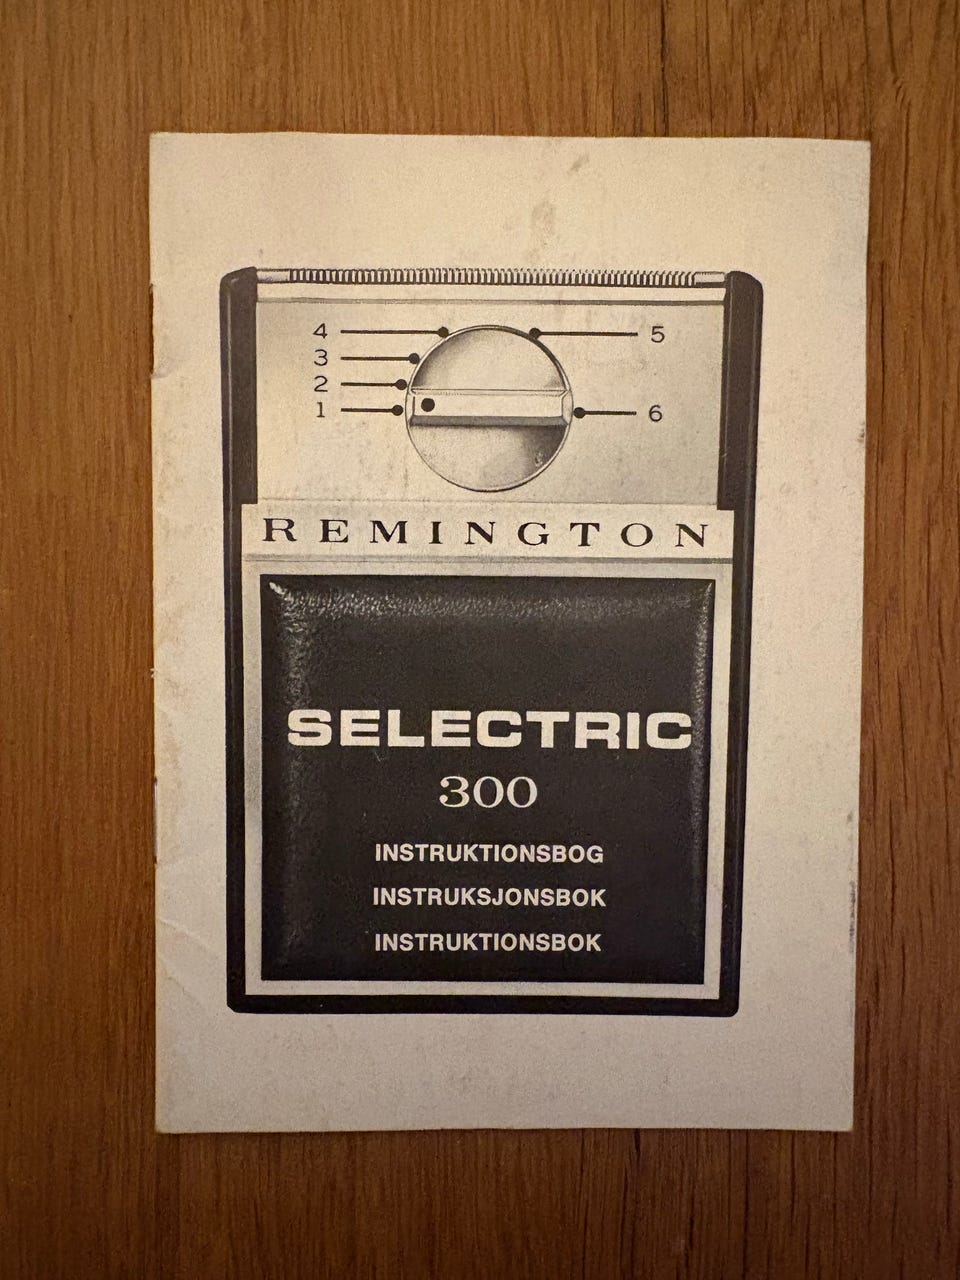 4 5
3
2
1 6
REMINGTON
SELECTRIC
300
INSTRUKTIONSBOG
INSTRUKSJONSBOK
INSTRUKTIONSBOK